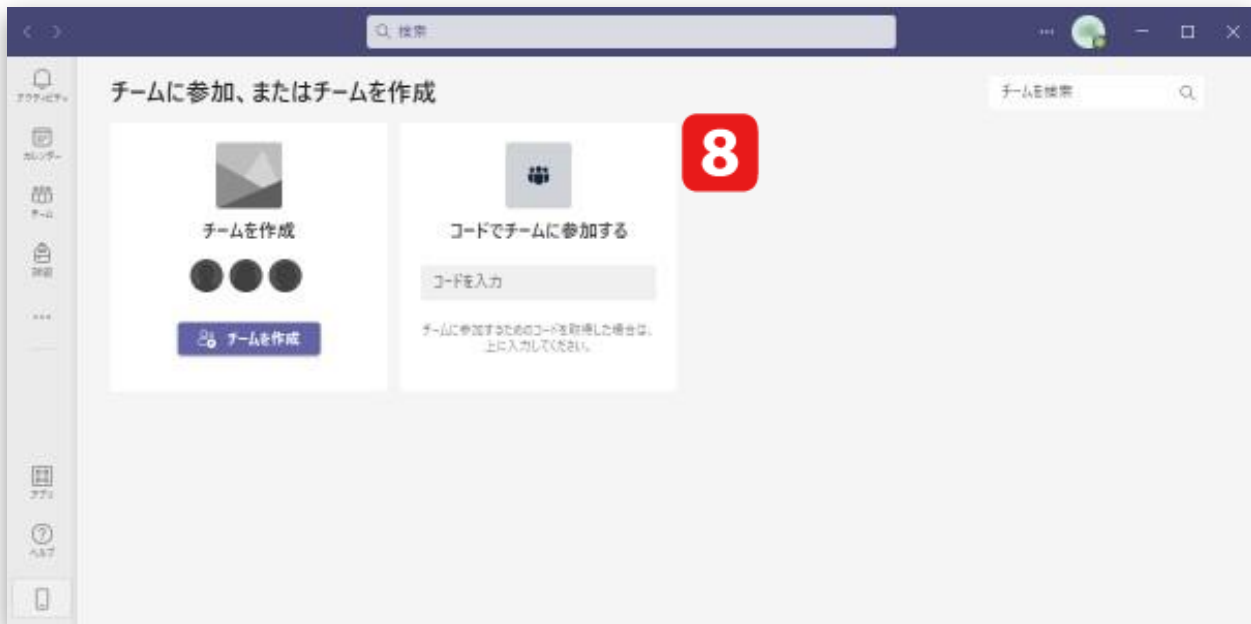 検索
アクティビティ
チームに参加、またはチームを作成
チームを検索
カレンダー
8
チーム
チームを作成
コードでチームに参加する
コードを入力
チームを作成
チームに参加するためのコードを取得した場合は、
上に入力してください。
アプリ
ヘルプ